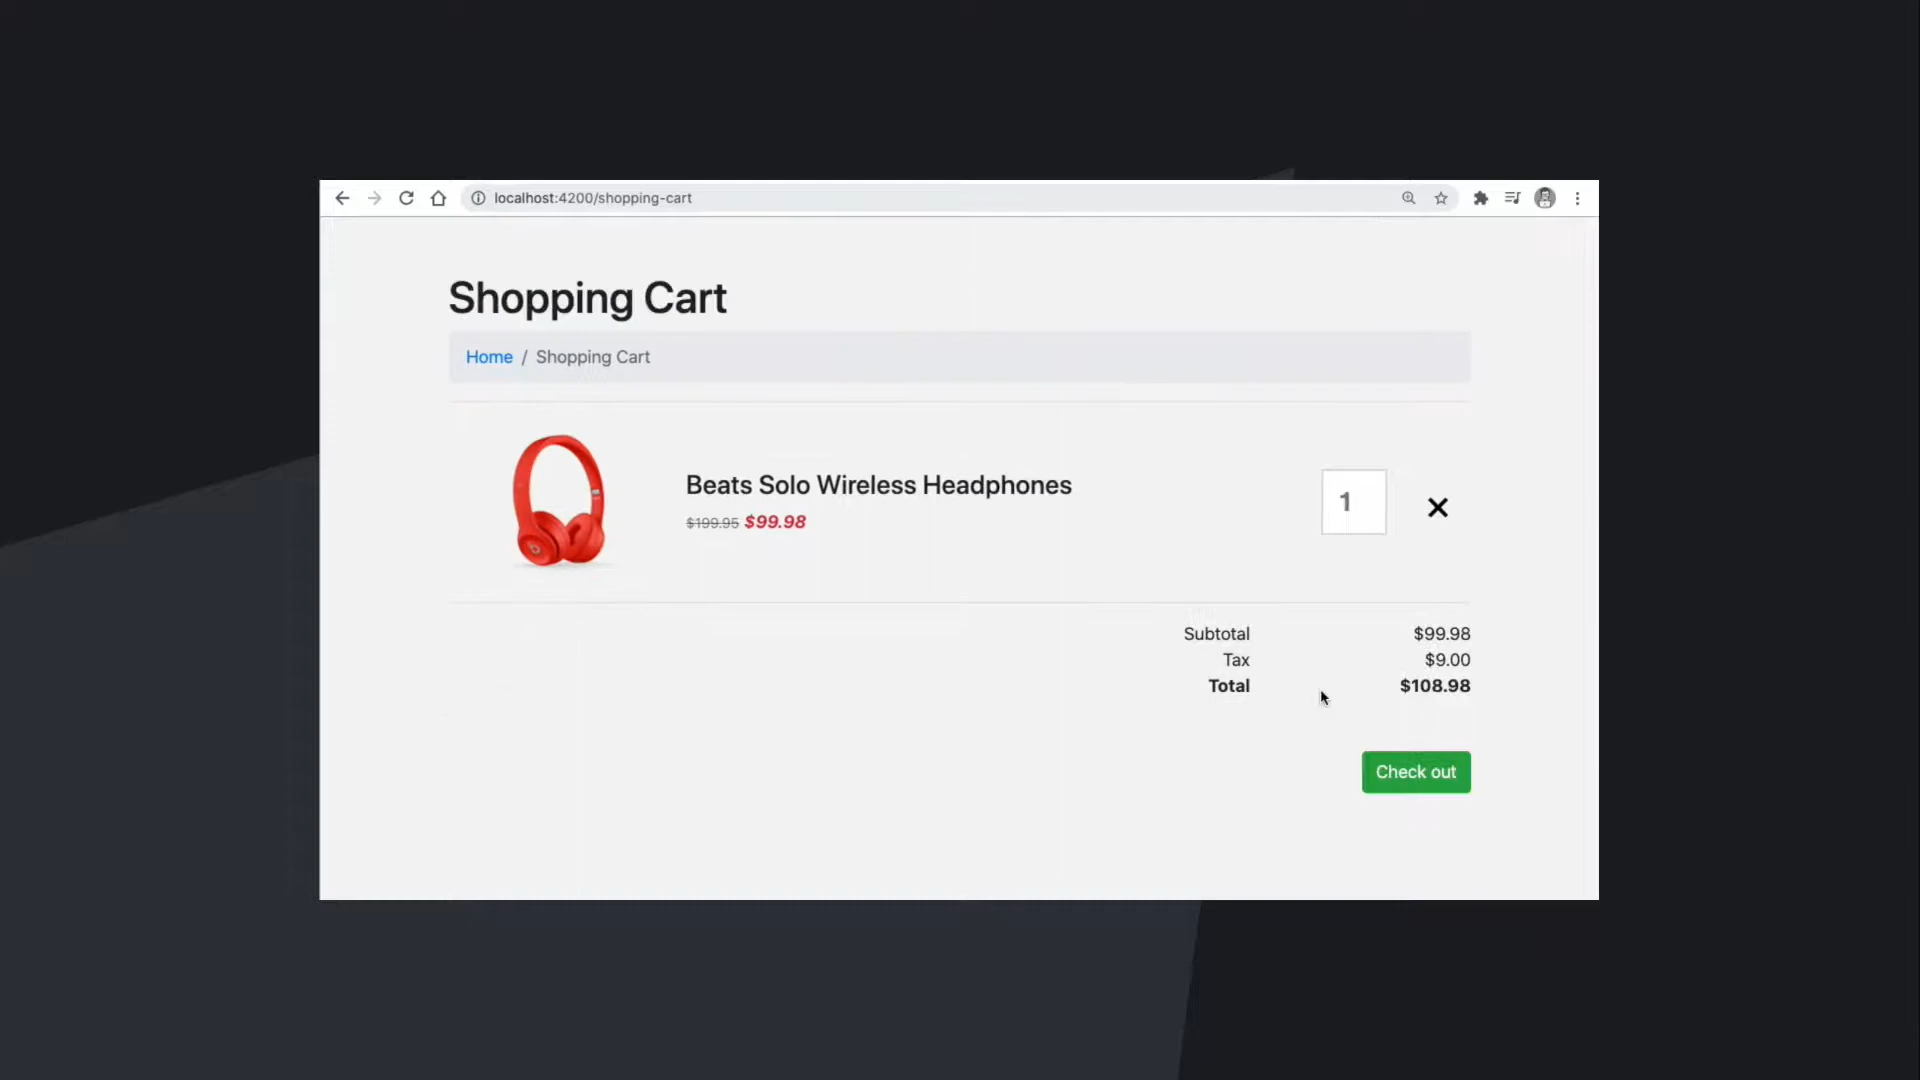 localhost:4200/shopping-cart
Shopping Cart
Home / Shopping Cart
Beats Solo Wireless Headphones
$199.95 $99.98
1
Subtotal $99.98
Tax $9.00
Total $108.98
Check out